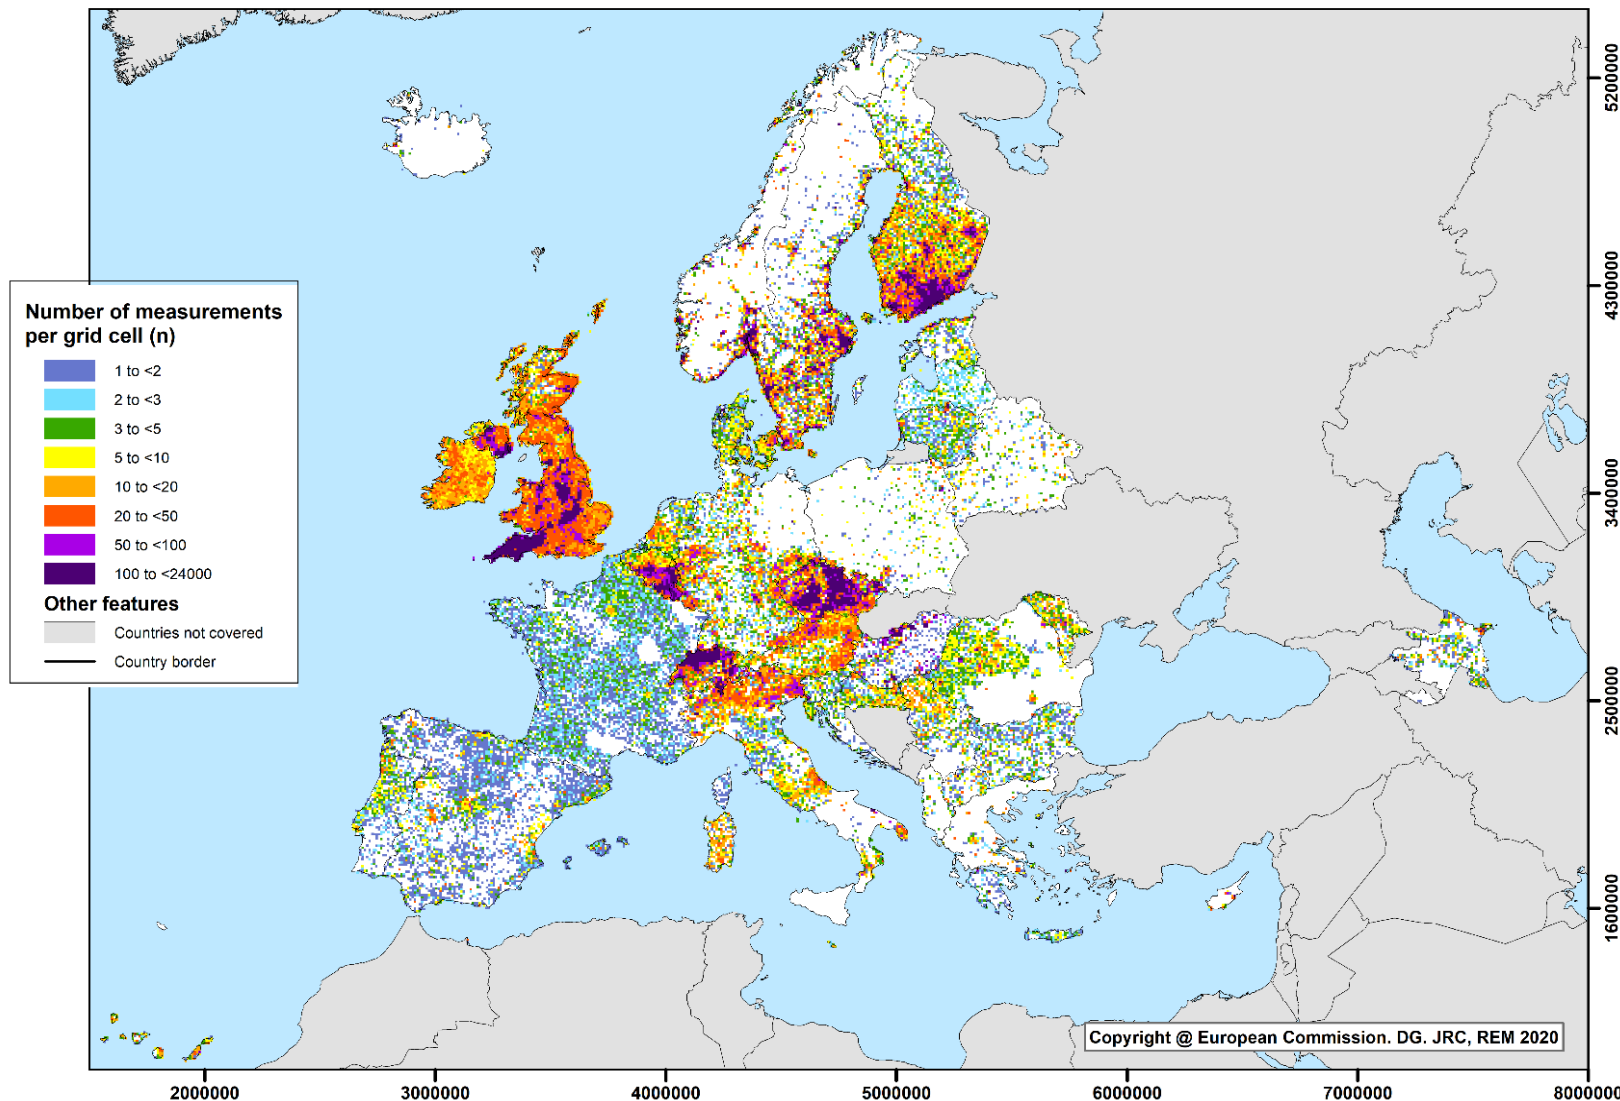 Number of measurements
per grid cell (n)
1 to <2
2 to <3
3 to <5
5 to <10
10 to <20
20 to <50
50 to <100
100 to <24000
Other features
Countries not covered
Country border
5200000
4300000
3400000
2500000
1600000
Copyright @ European Commission. DG. JRC, REM 2020
2000000
3000000
4000000
5000000
6000000
7000000
8000000